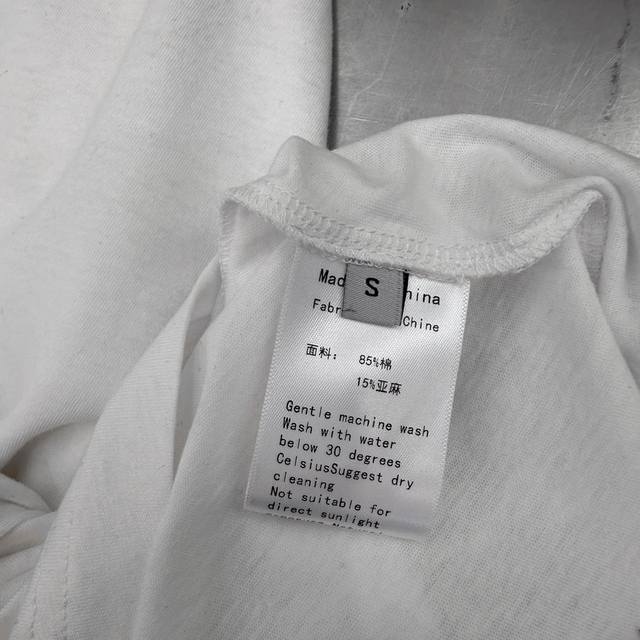 S
Mad hina
Fabr Chine
面料: 85%棉
15%亚麻
Gentle machine wash
Wash with water
below 30 degrees
CelsiusSuggest dry
cleaning
Not suitable for
direct sunlight